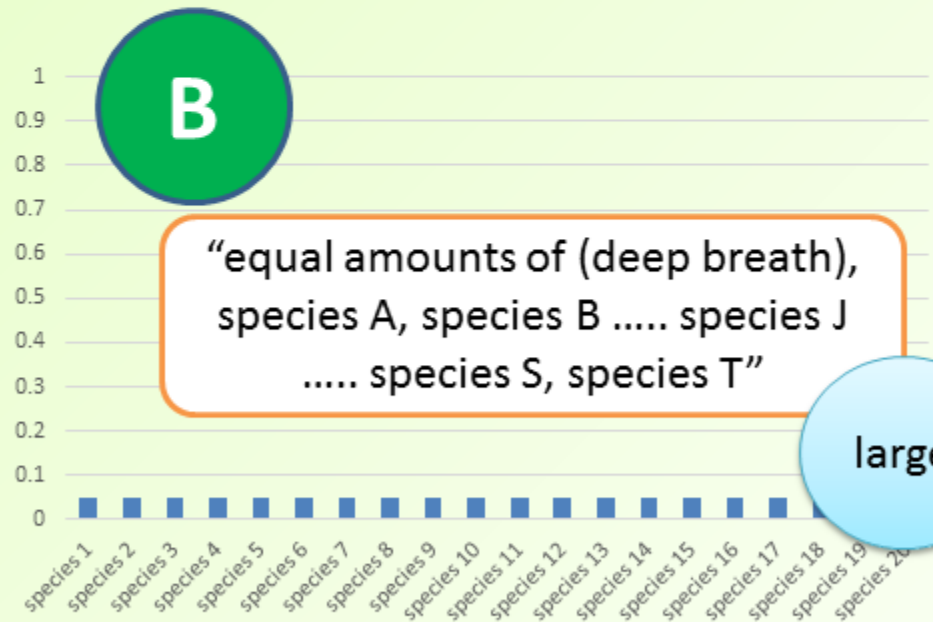 B
1
0.9
0.8
0.7
0.6
0.5
0.4
0.3
0.2
0.1
0
“equal amounts of (deep breath),
species A, species B ..... species J
..... species S, species T”
large
species 1
species 2
species 3
species 4
species 5
species 6
species 7
species 8
species 9
species 10
species 11
species 12
species 13
species 14
species 15
species 16
species 17
species 18
species 19
species 20